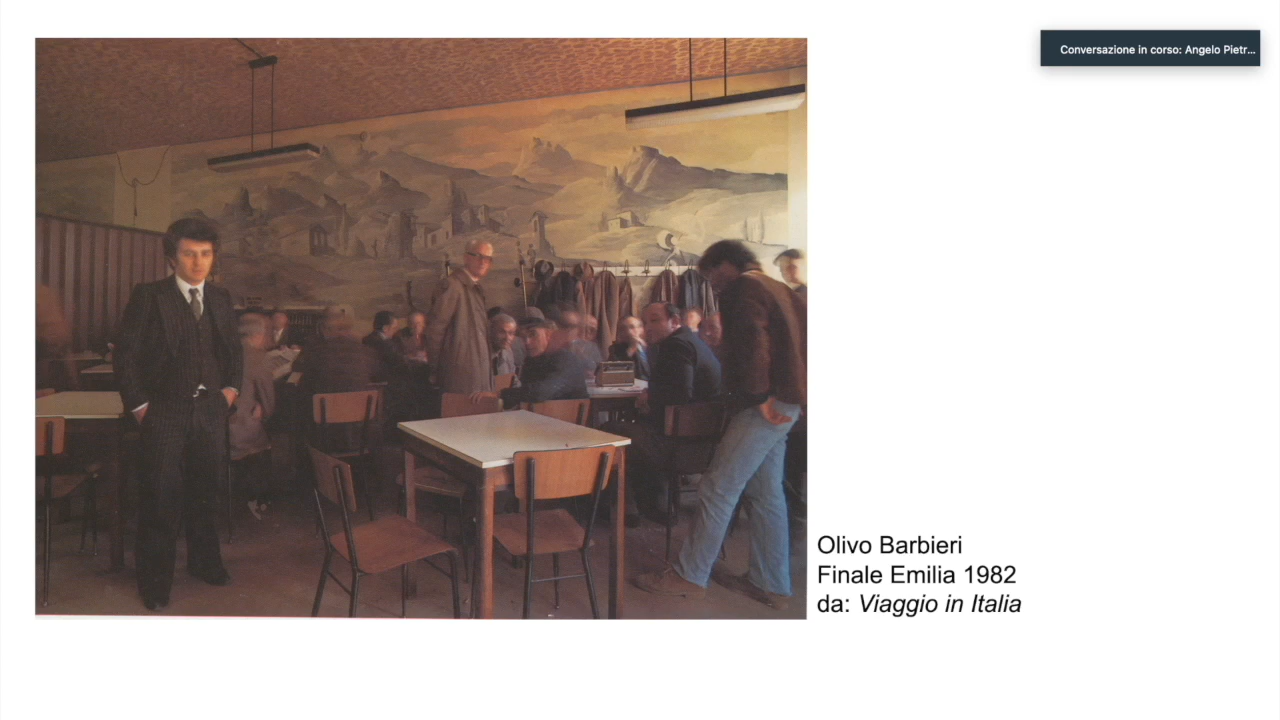 Conversazione in corso: Angelo Pietr...
Olivo Barbieri
Finale Emilia 1982
da: Viaggio in Italia